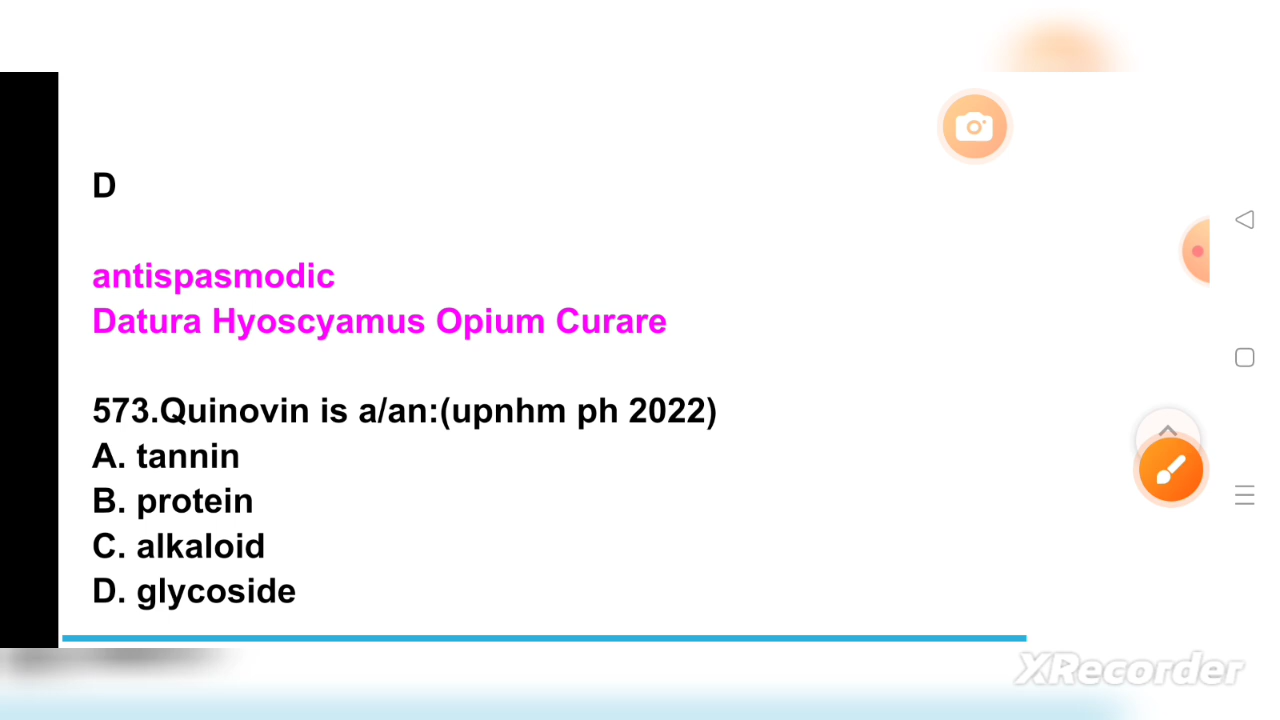 D
antispasmodic
Datura Hyoscyamus Opium Curare
573.Quinovin is a/an:(upnhm ph 2022)
A. tannin
B. protein
C. alkaloid
D. glycoside
XRecorder